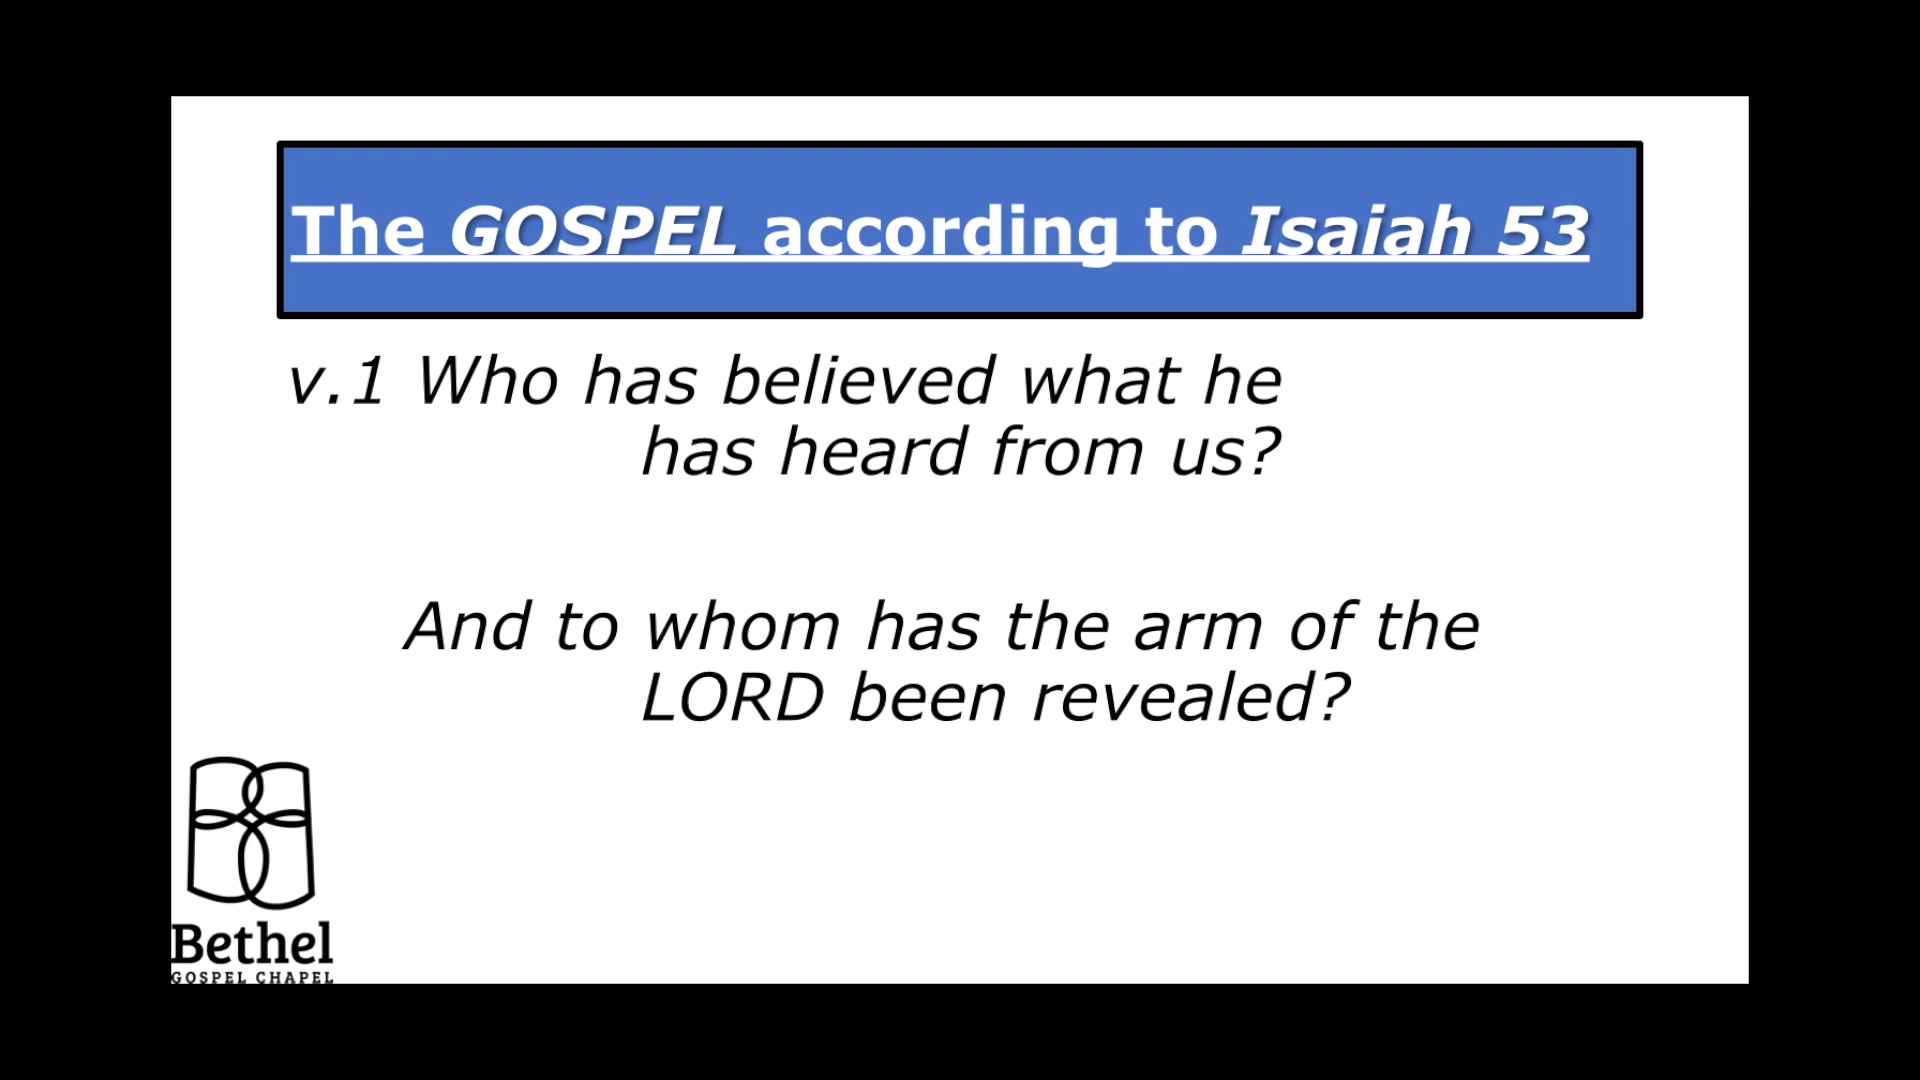 The GOSPEL according to Isaiah 53
v.1 Who has believed what he
has heard from us?
And to whom has the arm of the
LORD been revealed?
Bethel
GOSPEL CHAPEL